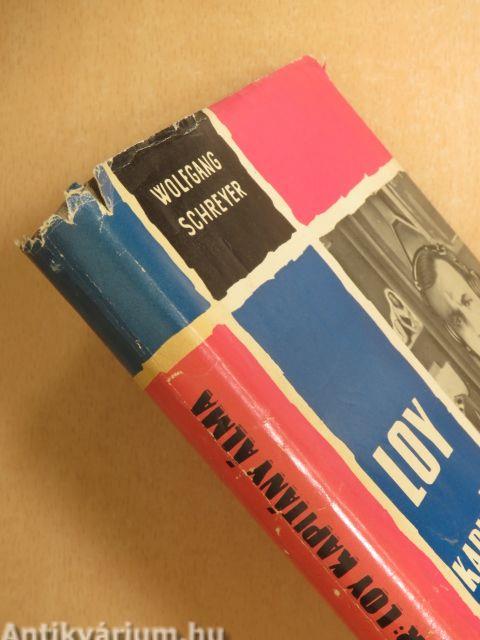 WOLFGANG
SCHREYER
LOY
: LOY KAPITÁNY ÁLMA
Antikvárium.hu